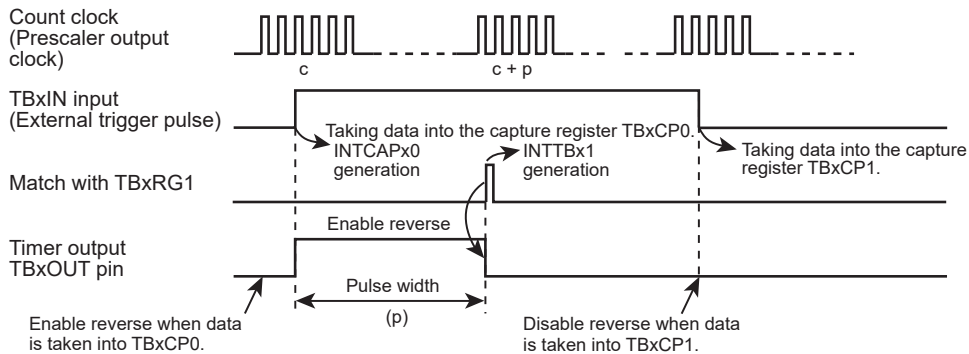 Count clock
(Prescaler output
clock)
c
c + p
TBxIN input
(External trigger pulse)
Taking data into the capture register TBxCP0.
INTCAPx0
generation
INTTBx1
generation
Taking data into the capture
register TBxCP1.
Match with TBxRG1
Enable reverse
Timer output
TBxOUT pin
Pulse width
(p)
Enable reverse when data
is taken into TBxCP0.
Disable reverse when data
is taken into TBxCP1.